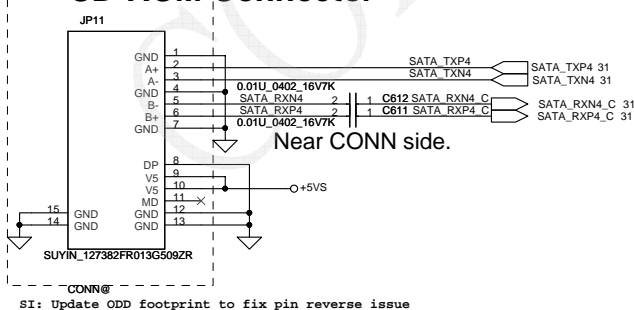 CD-ROM Connector
JP11
GND 1
A+ 2 SATA_TXP4 SATA_TXP4 31
A- 3 SATA_TXN4 SATA_TXN4 31
GND 4 0.01U_0402_16V7K
B- 5 SATA_RXN4 2 1 C612 SATA_RXN4_C SATA_RXN4_C 31
B+ 6 SATA_RXP4 2 1 C611 SATA_RXP4_C SATA_RXP4_C 31
GND 7 0.01U_0402_16V7K
Near CONN side.
DP 8
V5 9
V5 10 +5VS
MD 11
15 GND GND 12
14 GND GND 13
SUYIN_127382FR013G509ZR
CONN@
SI: Update ODD footprint to fix pin reverse issue